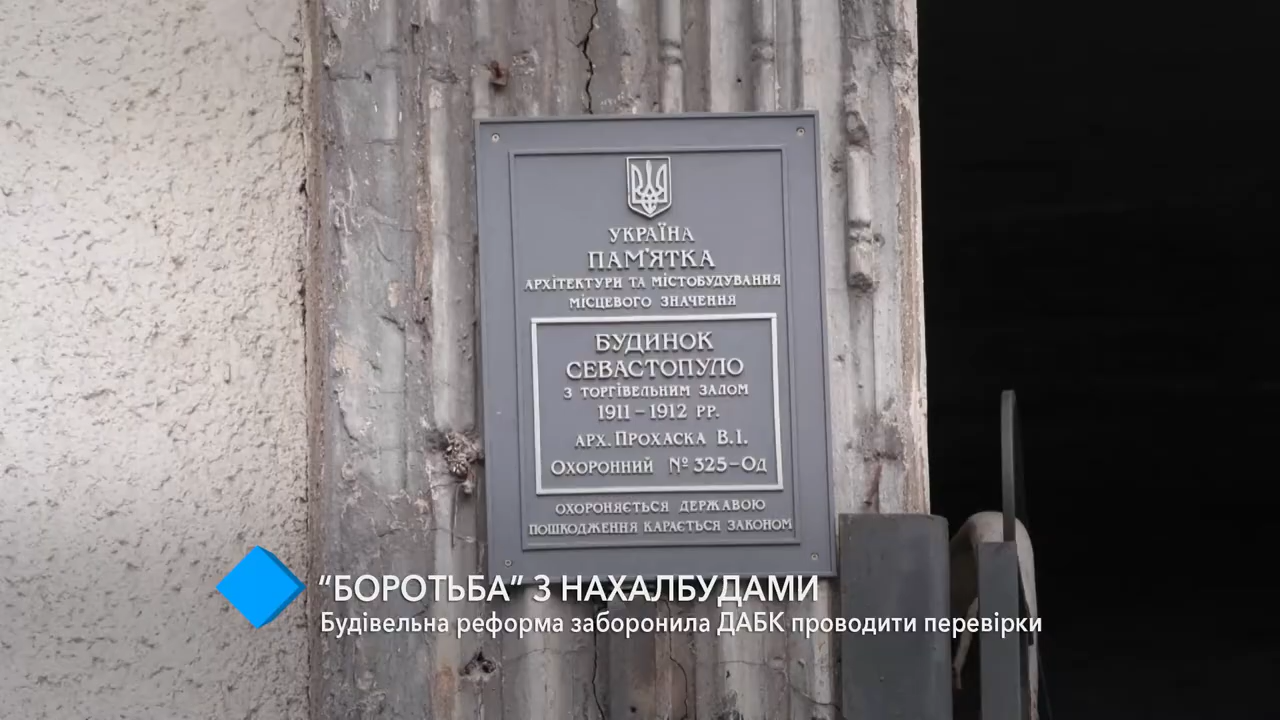 УКРАЇНА
ПАМ'ЯТКА
АРХІТЕКТУРИ ТА МІСТОБУДУВАННЯ
МІСЦЕВОГО ЗНАЧЕННЯ
БУДИНОК
СЕВАСТОПУЛО
З ТОРГІВЕЛЬНИМ ЗАЛОМ
1911 – 1912 РР.
АРХ. ПРОХАСКА В.І.
ОХОРОННИЙ № 325-Од
ОХОРОНЯЄТЬСЯ ДЕРЖАВОЮ
ПОШКОДЖЕННЯ КАРАЄТЬСЯ ЗАКОНОМ
“БОРОТЬБА” З НАХАЛБУДАМИ
Будівельна реформа заборонила ДАБК проводити перевірки